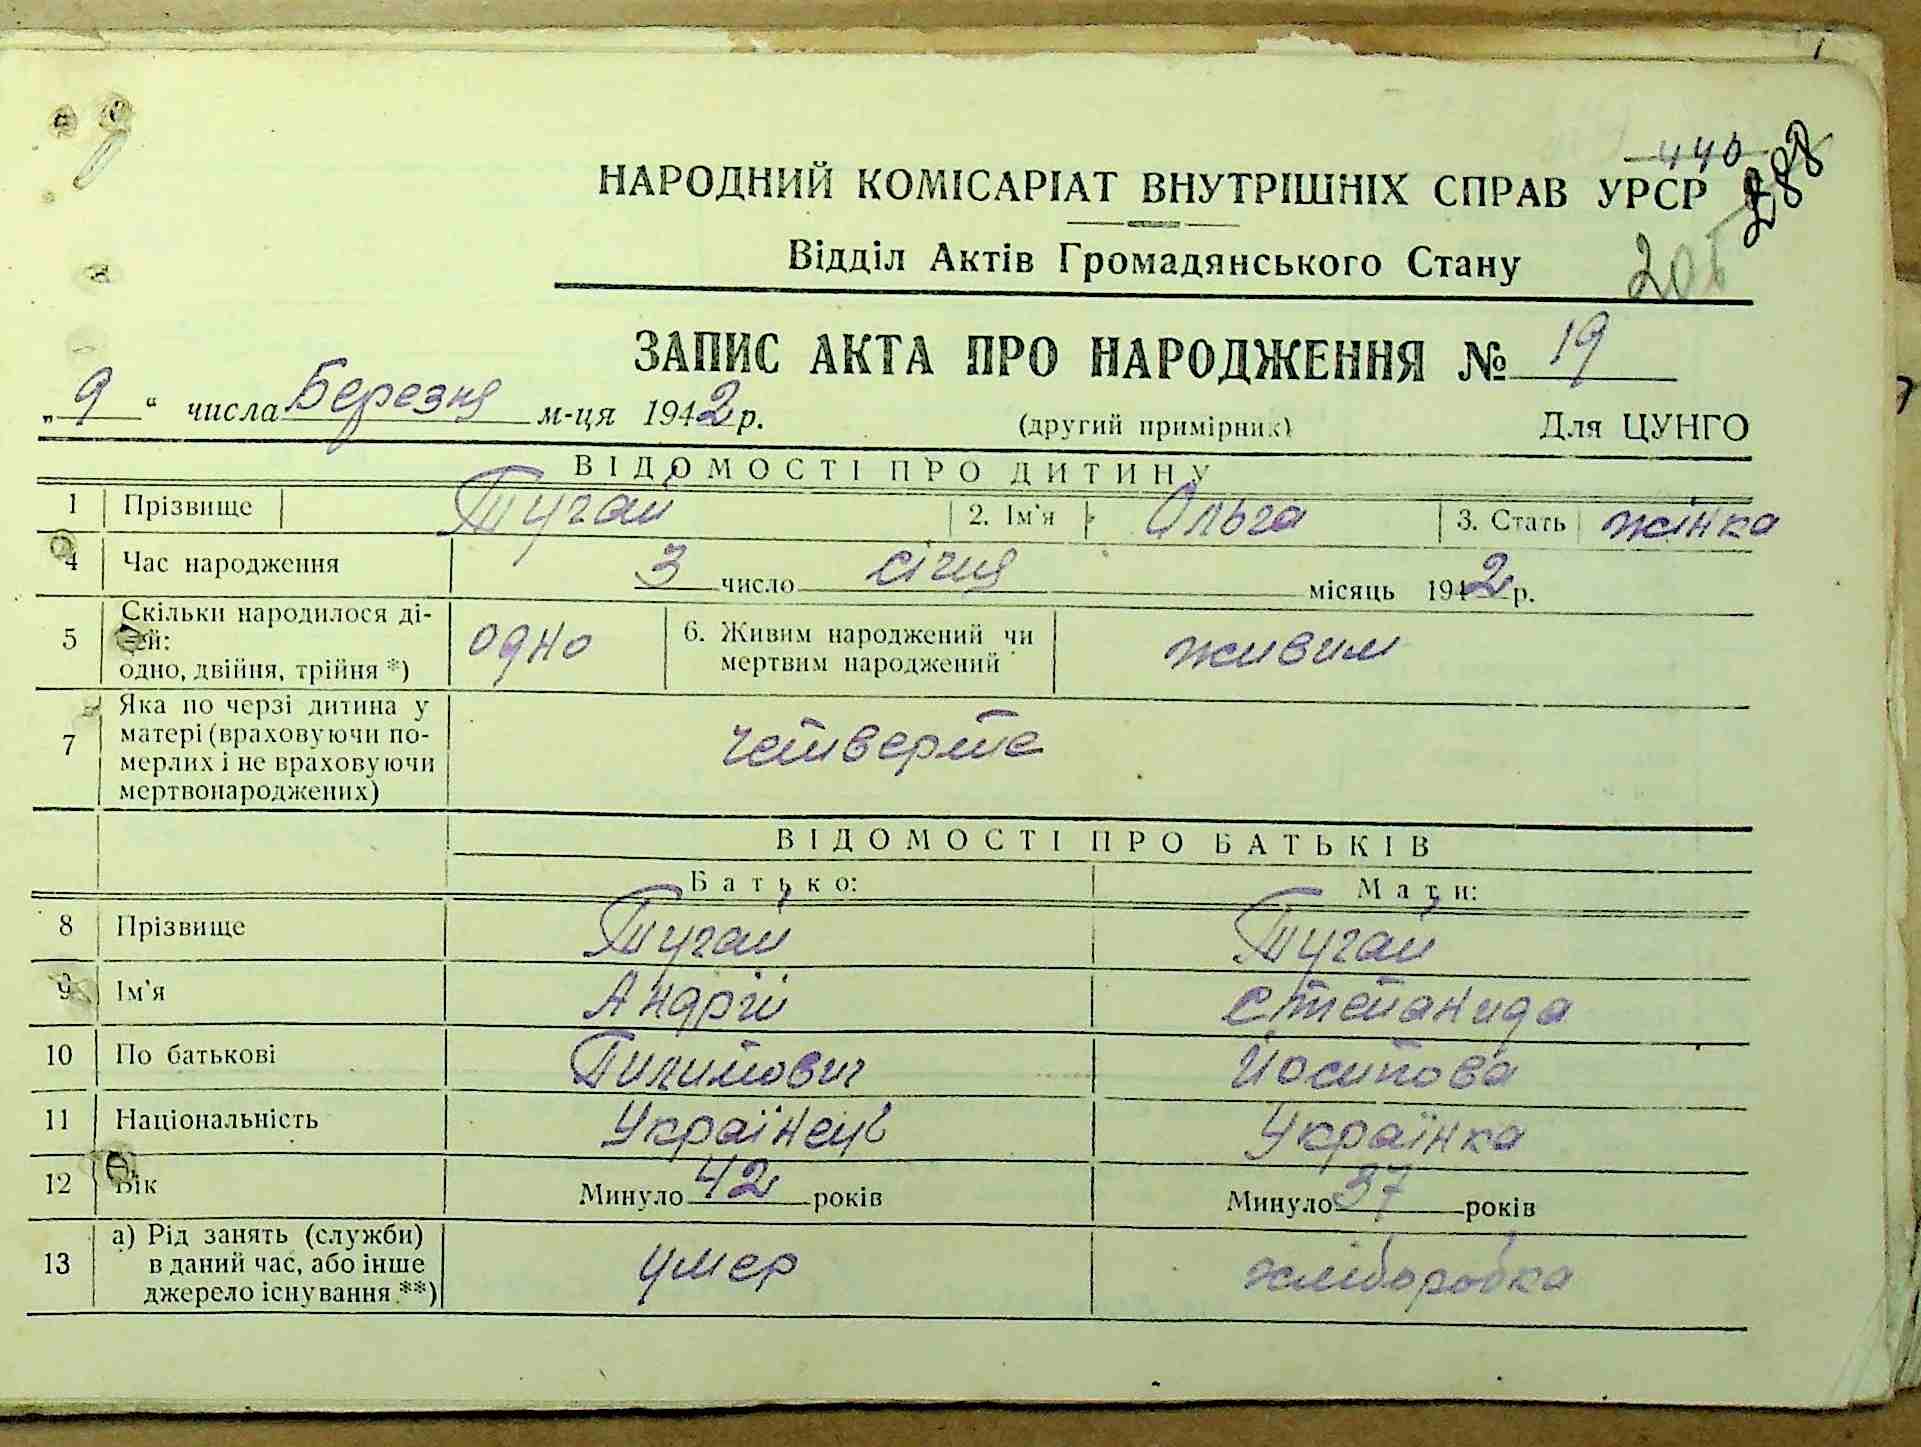 440
НАРОДНИЙ КОМІСАРІАТ ВНУТРІШНІХ СПРАВ УРСР 288
Відділ Актів Громадянського Стану
ЗАПИС АКТА ПРО НАРОДЖЕННЯ № 19
„9“ числа Березня м-ця 1942 р. (другий примірник) Для ЦУНГО
ВІДОМОСТІ ПРО ДИТИНУ
1 Прізвище Тугай 2. Ім'я Ольга 3. Стать жінка
4 Час народження 3 число січня місяць 1942 р.
5 Скільки народилося дітей: одно, двійня, трійня *) одно 6. Живим народжений чи мертвим народжений живим
7 Яка по черзі дитина у матері (враховуючи померлих і не враховуючи мертвонароджених) четверте
ВІДОМОСТІ ПРО БАТЬКІВ
Батько: Мати:
8 Прізвище Тугай Тугай
9 Ім'я Андрій Степанида
10 По батькові Пилипович Йосипова
11 Національність Українець Українка
12 Вік Минуло 42 років Минуло 37 років
13 а) Рід занять (служби) в даний час, або інше джерело існування **) умер хліборобка